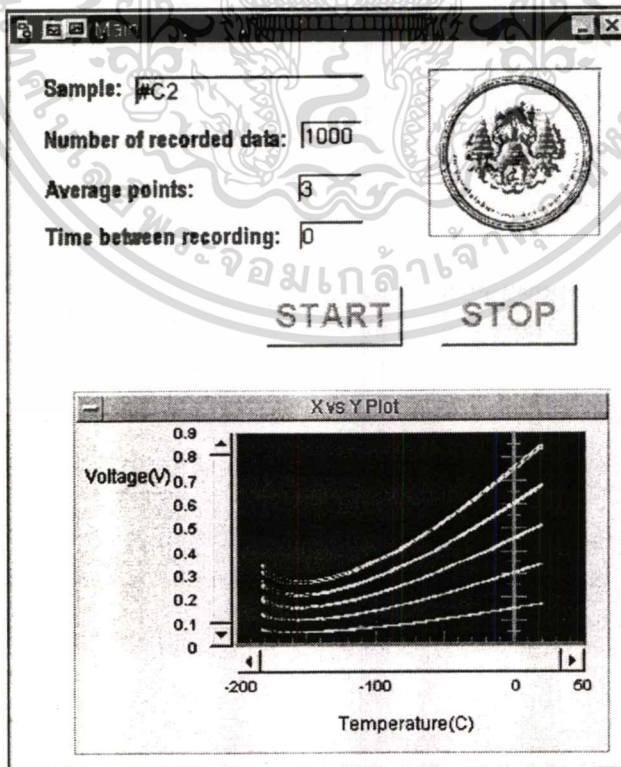 Main
Sample: #C2
Number of recorded data: 1000
Average points: 3
Time between recording: 0
START STOP
X vs Y Plot
Voltage(V)
0.9
0.8
0.7
0.6
0.5
0.4
0.3
0.2
0.1
0
-200 -100 0 50
Temperature(C)